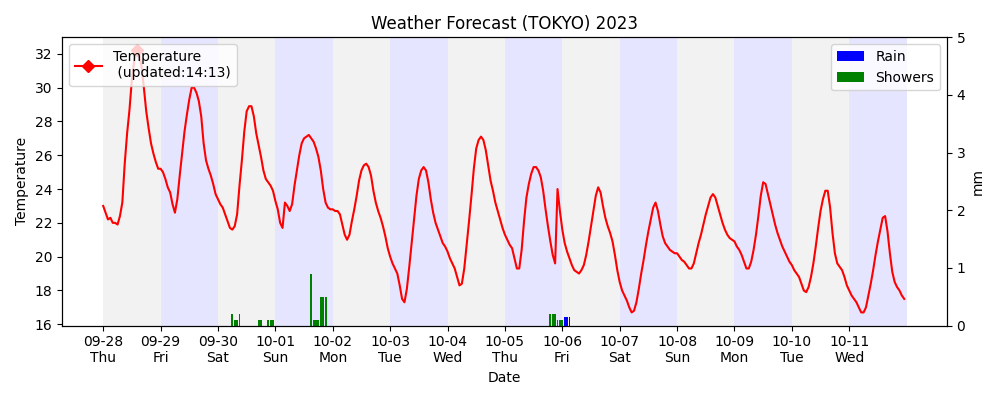 Weather Forecast (TOKYO) 2023
Temperature
(updated:14:13)
Rain
Showers
Temperature
32
30
28
26
24
22
20
18
16
5
4
3
2
1
0
mm
09-28 09-29 09-30 10-01 10-02 10-03 10-04 10-05 10-06 10-07 10-08 10-09 10-10 10-11
Thu Fri Sat Sun Mon Tue Wed Thu Fri Sat Sun Mon Tue Wed
Date